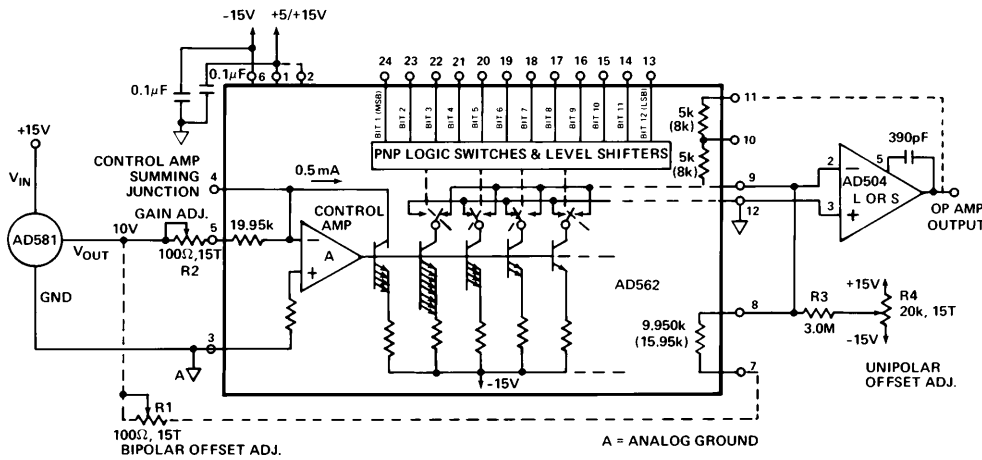 -15V
+5/+15V
0.1μF
0.1μF
6
1
2
24
23
22
21
20
19
18
17
16
15
14
13
BIT 1 (MSB)
BIT 2
BIT 3
BIT 4
BIT 5
BIT 6
BIT 7
BIT 8
BIT 9
BIT 10
BIT 11
BIT 12 (LSB)
PNP LOGIC SWITCHES & LEVEL SHIFTERS
5k
(8k)
11
10
5k
(8k)
9
12
390pF
2
5
AD504
L OR S
3
−
+
OP AMP
OUTPUT
+15V
VIN
CONTROL AMP
SUMMING
JUNCTION
4
0.5mA
CONTROL
AMP
GAIN ADJ.
10V
5
19.95k
AD581
VOUT
100Ω, 15T
R2
−
+
A
GND
3
A
AD562
8
9.950k
(15.95k)
7
R3
3.0M
+15V
R4
20k, 15T
-15V
UNIPOLAR
OFFSET ADJ.
-15V
R1
100Ω, 15T
BIPOLAR OFFSET ADJ.
A = ANALOG GROUND